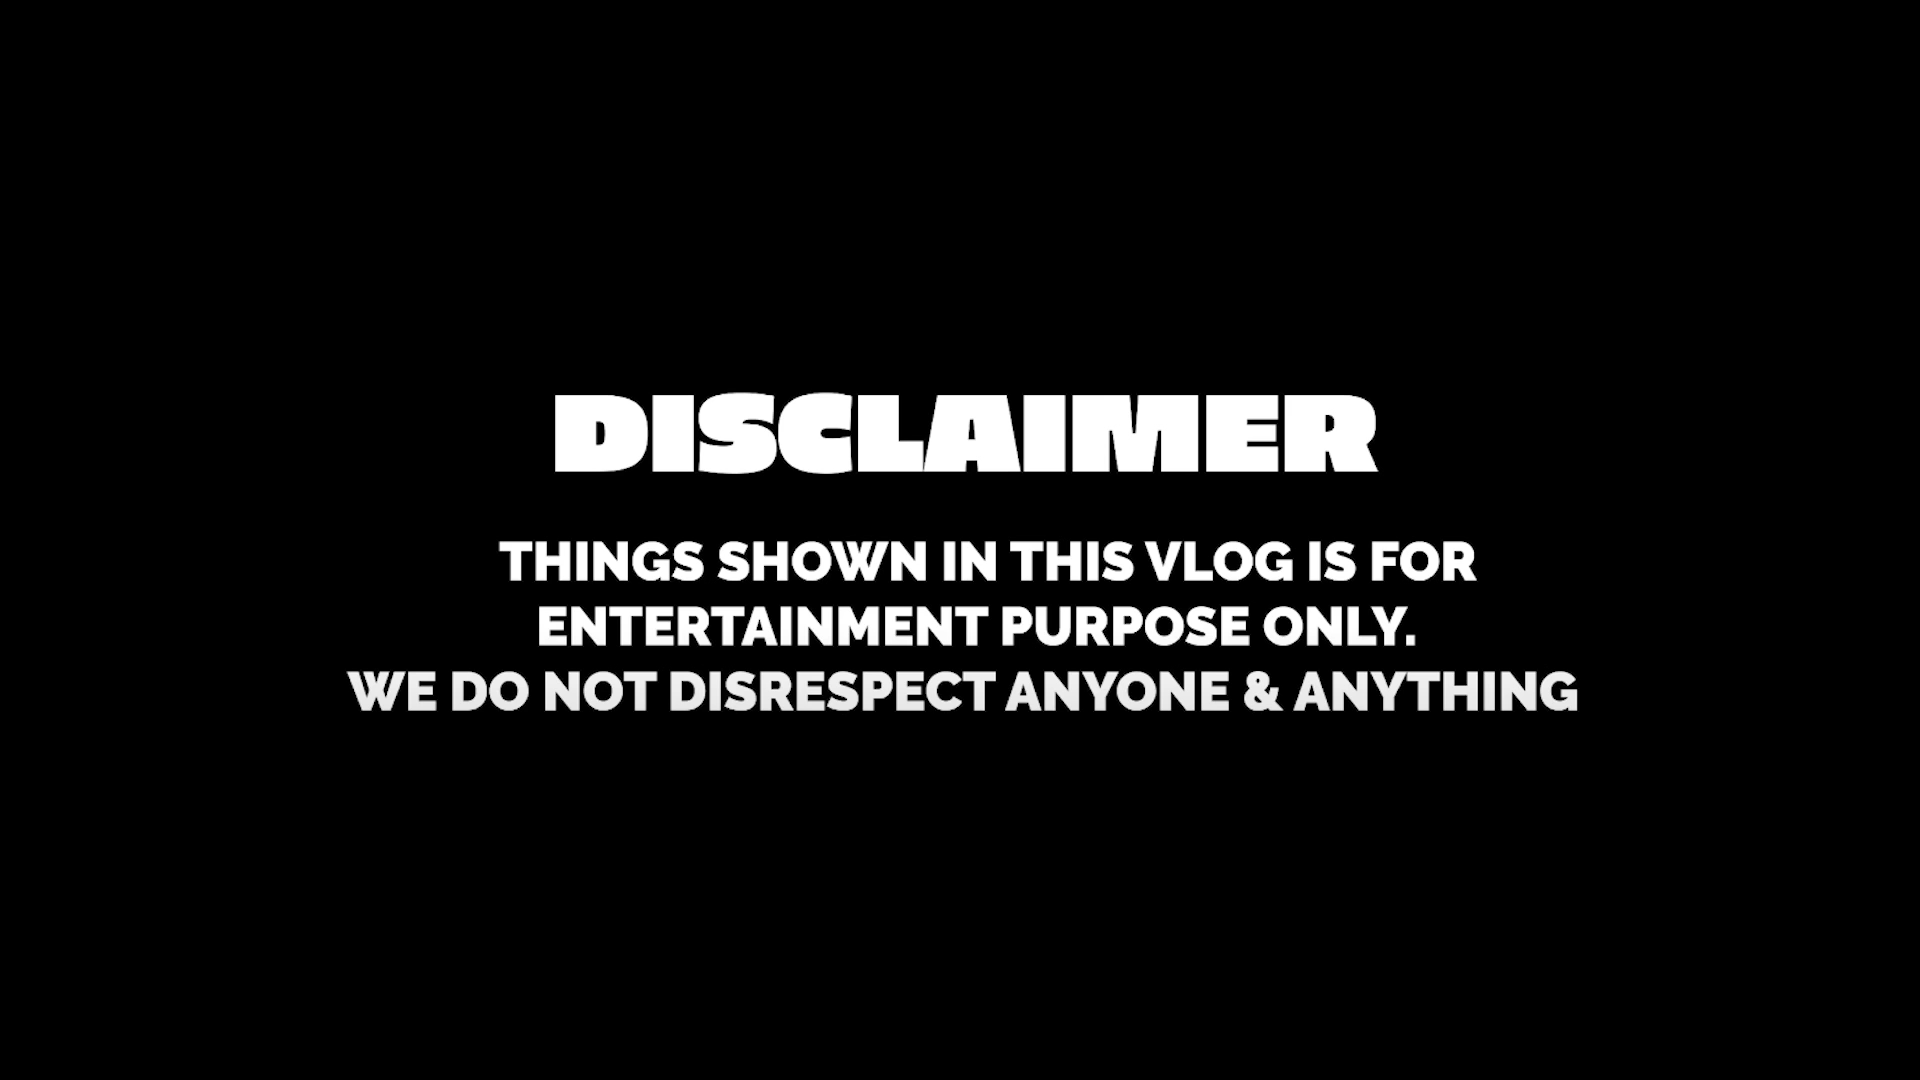 DISCLAIMER
THINGS SHOWN IN THIS VLOG IS FOR
ENTERTAINMENT PURPOSE ONLY.
WE DO NOT DISRESPECT ANYONE & ANYTHING